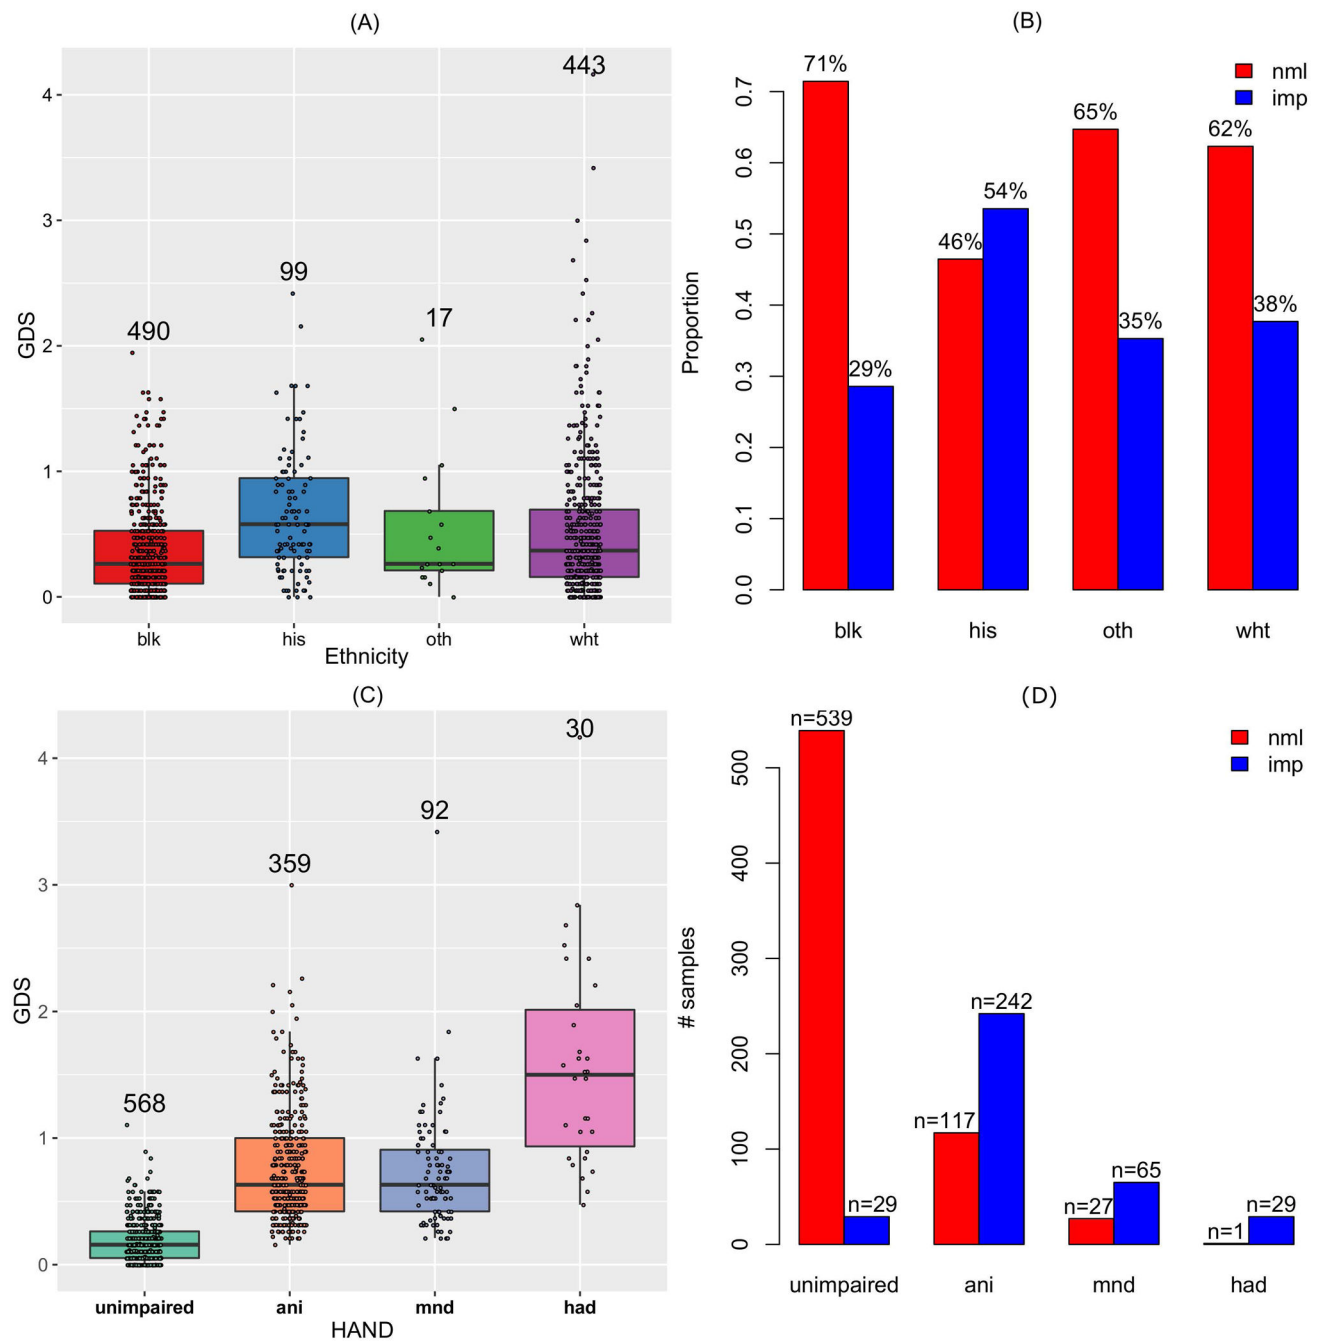 (A)
443
99
17
490
GDS
4
3
2
1
0
blk his oth wht
Ethnicity
(B)
nml
imp
71%
29%
46%
54%
65%
35%
62%
38%
Proportion
0.7
0.6
0.5
0.4
0.3
0.2
0.1
0.0
blk his oth wht
(C)
30
92
359
568
GDS
4
3
2
1
0
unimpaired ani mnd had
HAND
(D)
nml
imp
n=539
n=29
n=117
n=242
n=27
n=65
n=1
n=29
# samples
500
400
300
200
100
0
unimpaired ani mnd had